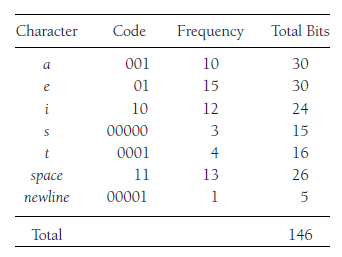 Character Code Frequency Total Bits
a 001 10 30
e 01 15 30
i 10 12 24
s 00000 3 15
t 0001 4 16
space 11 13 26
newline 00001 1 5
Total 146